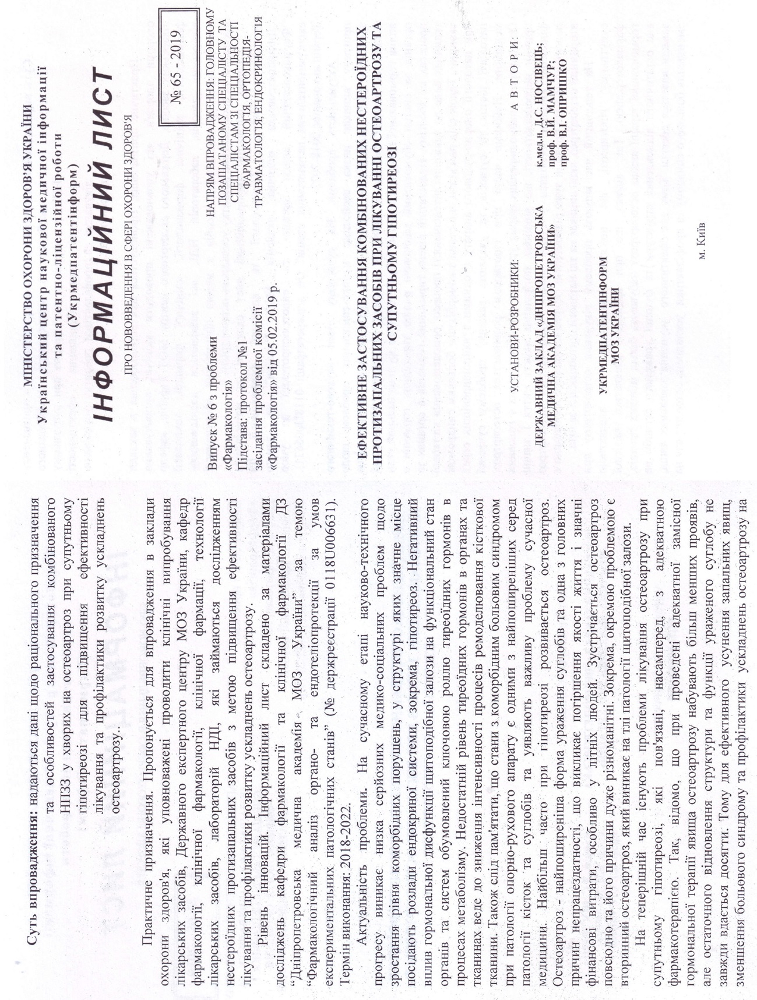 МІНІСТЕРСТВО ОХОРОНИ ЗДОРОВ'Я УКРАЇНИ
Український центр наукової медичної інформації
та патентно-ліцензійної роботи
(Укрмедпатентінформ)
ІНФОРМАЦІЙНИЙ ЛИСТ
ПРО НОВОВВЕДЕННЯ В СФЕРІ ОХОРОНИ ЗДОРОВ'Я
№ 65 - 2019
Випуск № 6 з проблеми
«Фармакологія»
Підстава: протокол №1
засідання проблемної комісії
«Фармакологія» від 05.02.2019 р.
НАПРЯМ ВПРОВАДЖЕННЯ: ГОЛОВНОМУ
ПОЗАШАТАНОМУ СПЕЦІАЛІСТУ ТА
СПЕЦІАЛІСТАМ ЗІ СПЕЦІАЛЬНОСТІ
ФАРМАКОЛОГІЯ, ОРТОПЕДІЯ-
ТРАВМАТОЛОГІЯ, ЕНДОКРИНОЛОГІЯ
ЕФЕКТИВНЕ ЗАСТОСУВАННЯ КОМБІНОВАНИХ НЕСТЕРОЇДНИХ
ПРОТИЗАПАЛЬНИХ ЗАСОБІВ ПРИ ЛІКУВАННІ ОСТЕОАРТРОЗУ ТА
СУПУТНЬОМУ ГІПОТИРЕОЗІ
УСТАНОВИ-РОЗРОБНИКИ:
ДЕРЖАВНИЙ ЗАКЛАД «ДНІПРОПЕТРОВСЬКА
МЕДИЧНА АКАДЕМІЯ МОЗ УКРАЇНИ»
УКРМЕДПАТЕНТІНФОРМ
МОЗ УКРАЇНИ
А В Т О Р И:
к.мед.н. Д.С. НОСІВЕЦЬ;
проф. В.Й. МАМЧУР;
проф. В.І. ОПРИШКО
м. Київ
Суть впровадження: надаються дані щодо раціонального призначення
та особливостей застосування комбінованого
НПЗЗ у хворих на остеоартроз при супутньому
гіпотиреозі для підвищення ефективності
лікування та профілактики розвитку ускладнень
остеоартрозу..
Практичне призначення. Пропонується для впровадження в заклади
охорони здоров'я, які уповноважені проводити клінічні випробування
лікарських засобів, Державного експертного центру МОЗ України, кафедр
фармакології, клінічної фармакології, клінічної фармації, технології
лікарських засобів, лабораторій НДІ, які займаються дослідженням
нестероїдних протизапальних засобів з метою підвищення ефективності
лікування та профілактики розвитку ускладнень остеоартрозу.
Рівень інновацій. Інформаційний лист складено за матеріалами
досліджень кафедри фармакології та клінічної фармакології ДЗ
“Дніпропетровська медична академія МОЗ України” за темою
“Фармакологічний аналіз органо- та ендотеліопротекції за умов
експериментальних патологічних станів” (№ держреєстрації 0118U006631).
Термін виконання: 2018-2022.
Актуальність проблеми. На сучасному етапі науково-технічного
прогресу виникає низка серйозних медико-соціальних проблем щодо
зростання рівня коморбідних порушень, у структурі яких значне місце
посідають розлади ендокриної системи, зокрема, гіпотиреоз. Негативний
вплив гормональної дисфункції щитоподібної залози на функціональний стан
органів та систем обумовлений ключовою роллю тиреоїдних гормонів в
процесах метаболізму. Недостатній рівень тиреоїдних гормонів в органах та
тканинах веде до зниження інтенсивності процесів ремоделювання кісткової
тканини. Також слід пам'ятати, що стани з коморбідним больовим синдромом
при патології опорно-рухового апарату є одними з найпоширеніших серед
патології кісток та суглобів та уявляють важливу проблему сучасної
медицини. Найбільш часто при гіпотиреозі розвивається остеоартроз.
Остеоартроз - найпоширеніша форма ураження суглобів та одна з головних
причин непрацездатності, що викликає погіршення якості життя і значні
фінансові витрати, особливо у літніх людей. Зустрічається остеоартроз
повсюдно та його причини дуже різноманітні. Зокрема, окремою проблемою є
вторинний остеоартроз, який виникає на тлі патології щитоподібної залози.
На теперішній час існують проблеми лікування остеоартрозу при
супутньому гіпотиреозі, які пов'язані, насамперед, з адекватною
фармакотерапією. Так, відомо, що при проведені адекватної замісної
гормональної терапії явища остеоартрозу набувають більш менших проявів,
але остаточного відновлення структури та функції ураженого суглобу не
завжди вдається досягти. Тому для ефективного усунення запальних явищ,
зменшення больового синдрому та профілактики ускладнень остеоартрозу на